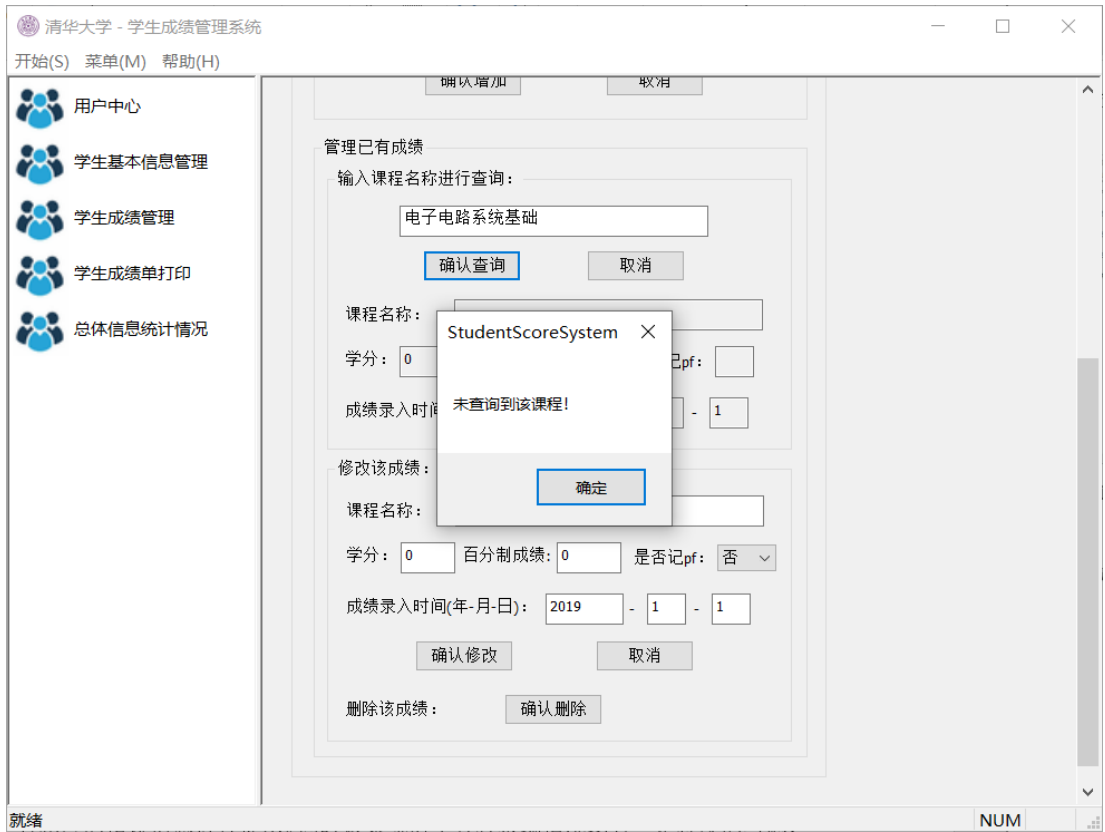 清华大学 - 学生成绩管理系统
开始(S) 菜单(M) 帮助(H)
用户中心
学生基本信息管理
学生成绩管理
学生成绩单打印
总体信息统计情况
确认增加 取消
管理已有成绩
输入课程名称进行查询：
电子电路系统基础
确认查询 取消
课程名称：
学分： 0 记pf：
成绩录入时间 - 1
StudentScoreSystem
未查询到该课程!
确定
修改该成绩：
课程名称：
学分： 0 百分制成绩: 0 是否记pf： 否
成绩录入时间(年-月-日)： 2019 - 1 - 1
确认修改 取消
删除该成绩： 确认删除
就绪 NUM